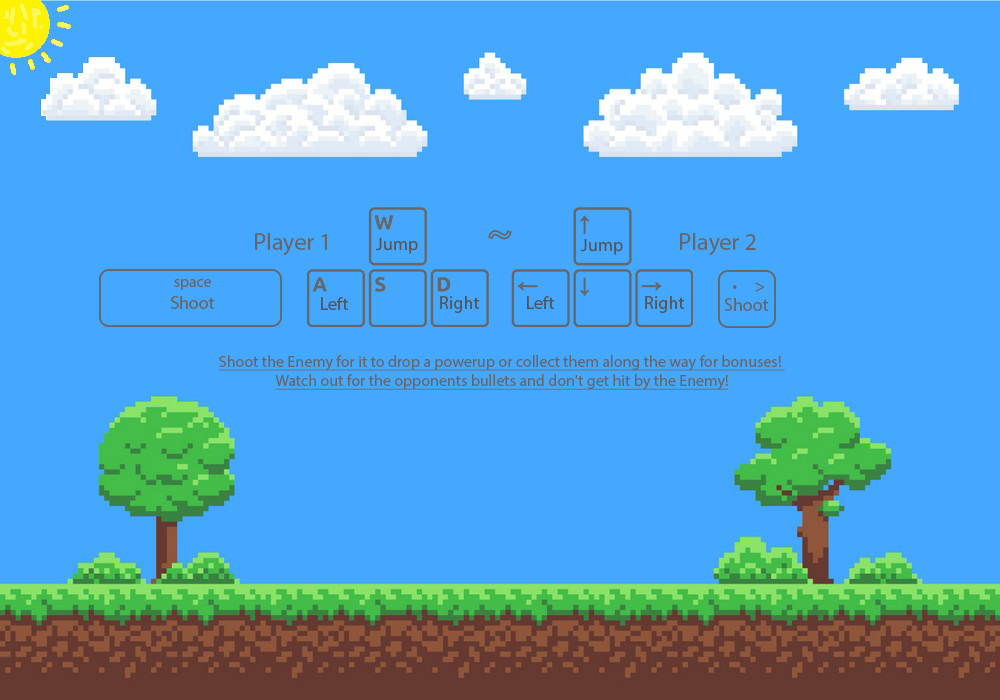 W
Jump
Player 1
~
↑
Jump
Player 2
space
Shoot
A
Left
S
D
Right
←
Left
↓
→
Right
. >
Shoot
Shoot the Enemy for it to drop a powerup or collect them along the way for bonuses!
Watch out for the opponents bullets and don't get hit by the Enemy!